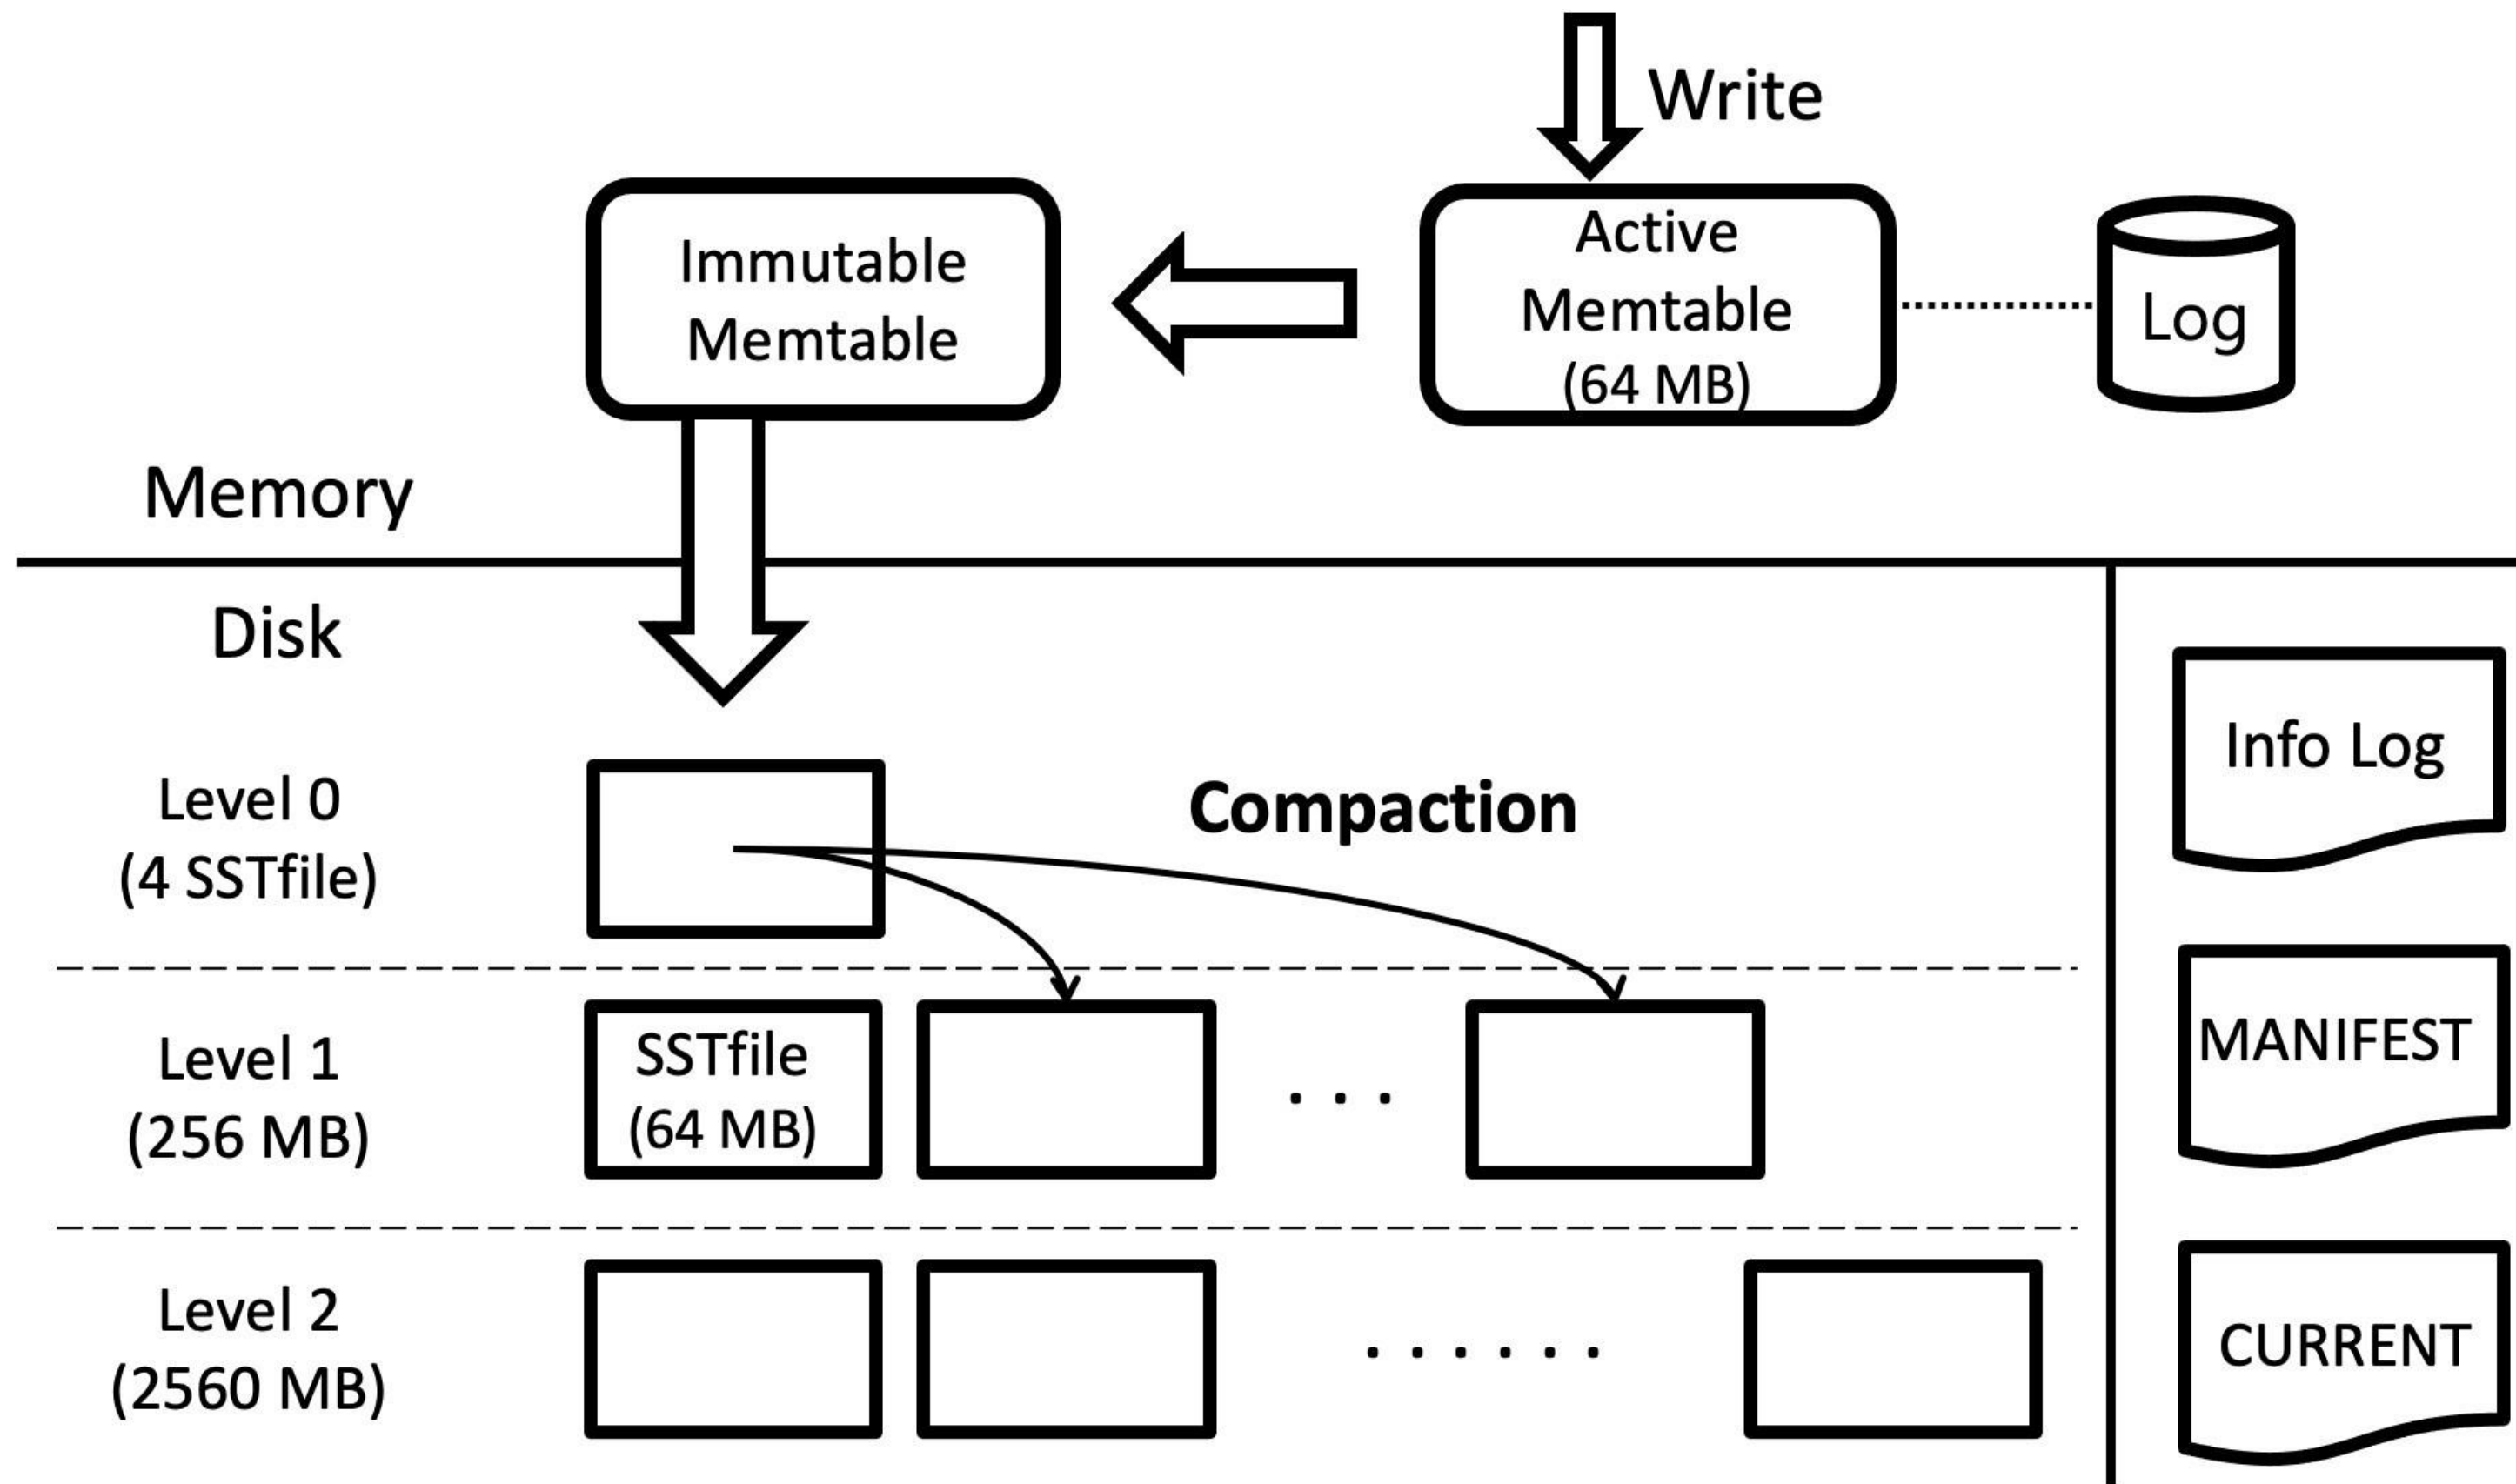 Write
Immutable
Memtable
Active
Memtable
(64 MB)
Log
Memory
Disk
Level 0
(4 SSTfile)
Compaction
Info Log
Level 1
(256 MB)
SSTfile
(64 MB)
. . .
MANIFEST
Level 2
(2560 MB)
. . . . . .
CURRENT